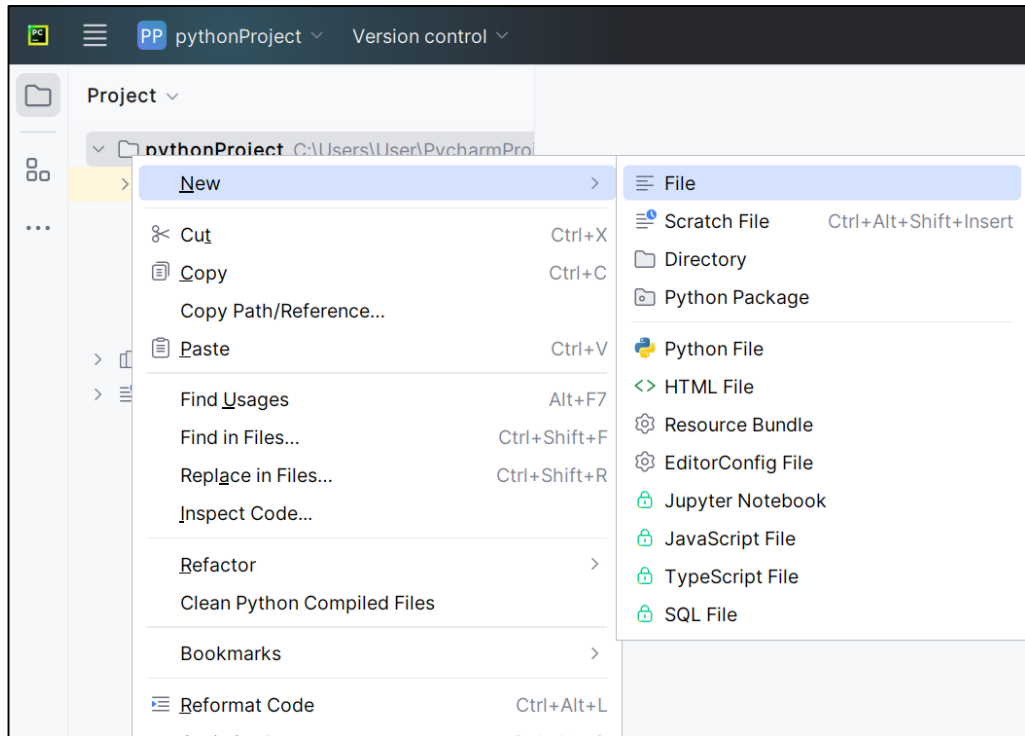 PC
PP pythonProject Version control
Project
pythonProject C:\Users\User\PycharmProj
New
Cut Ctrl+X
Copy Ctrl+C
Copy Path/Reference...
Paste Ctrl+V
Find Usages Alt+F7
Find in Files... Ctrl+Shift+F
Replace in Files... Ctrl+Shift+R
Inspect Code...
Refactor
Clean Python Compiled Files
Bookmarks
Reformat Code Ctrl+Alt+L
File
Scratch File Ctrl+Alt+Shift+Insert
Directory
Python Package
Python File
HTML File
Resource Bundle
EditorConfig File
Jupyter Notebook
JavaScript File
TypeScript File
SQL File